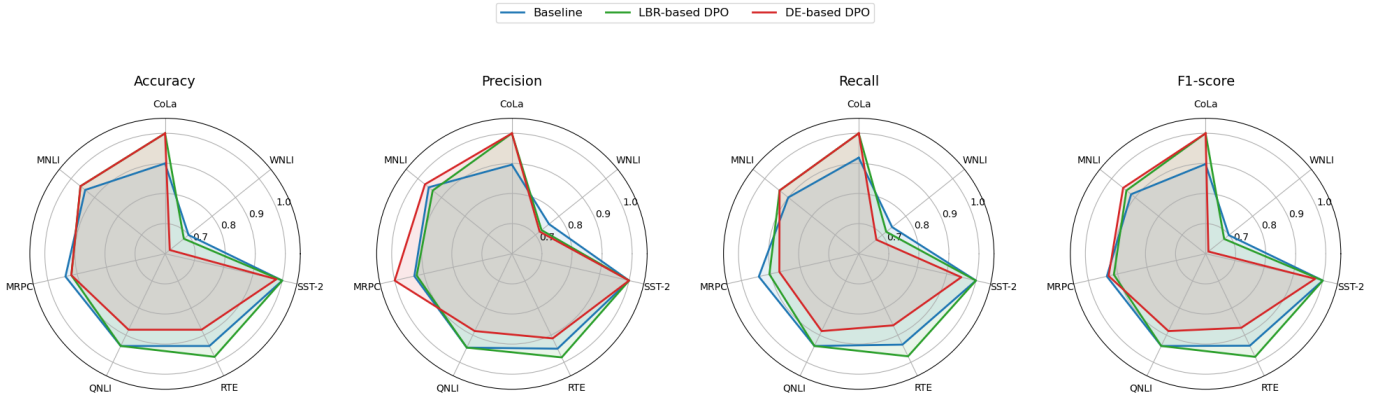 Baseline LBR-based DPO DE-based DPO
Accuracy
CoLa
WNLI
MNLI
1.0
0.9
0.8
0.7
MRPC
SST-2
QNLI
RTE
Precision
CoLa
WNLI
MNLI
1.0
0.9
0.8
0.7
MRPC
SST-2
QNLI
RTE
Recall
CoLa
WNLI
MNLI
1.0
0.9
0.8
0.7
MRPC
SST-2
QNLI
RTE
F1-score
CoLa
WNLI
MNLI
1.0
0.9
0.8
0.7
MRPC
SST-2
QNLI
RTE